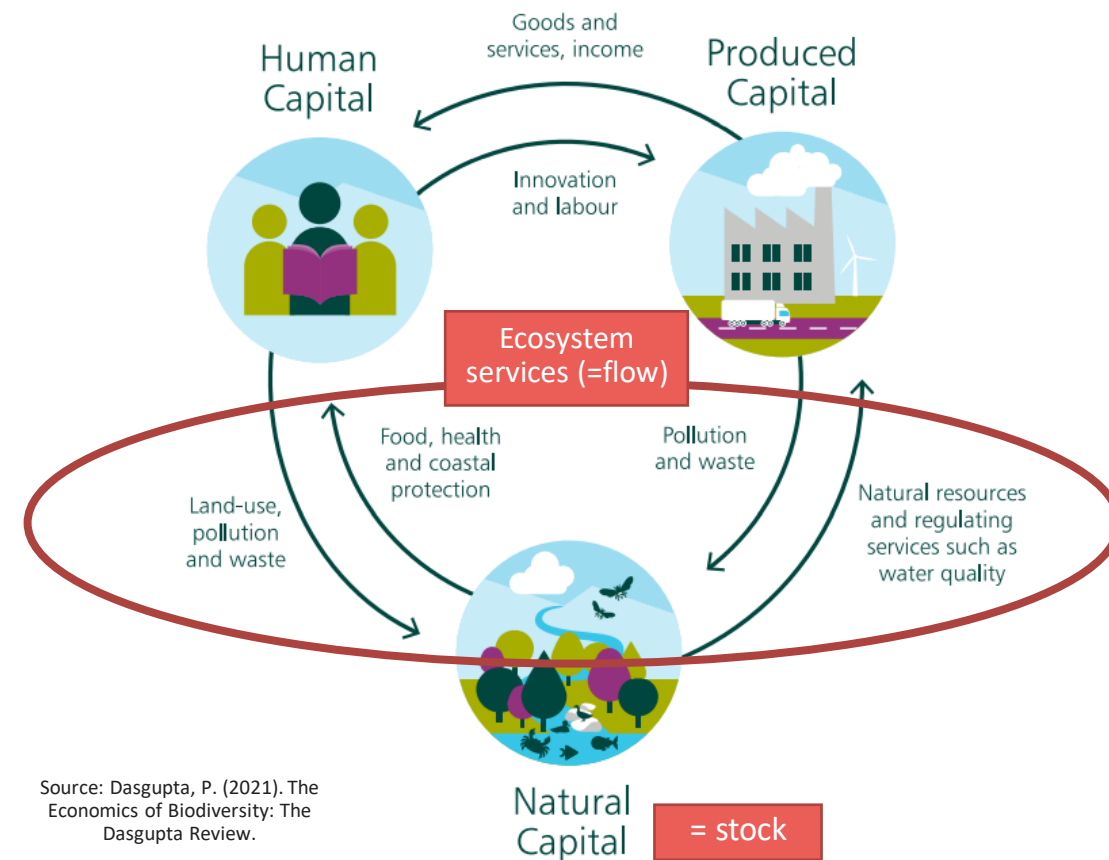 Goods and
services, income
Human
Capital
Produced
Capital
Innovation
and labour
Ecosystem
services (=flow)
Food, health
and coastal
protection
Pollution
and waste
Land-use,
pollution
and waste
Natural resources
and regulating
services such as
water quality
Source: Dasgupta, P. (2021). The
Economics of Biodiversity: The
Dasgupta Review.
Natural
Capital
= stock